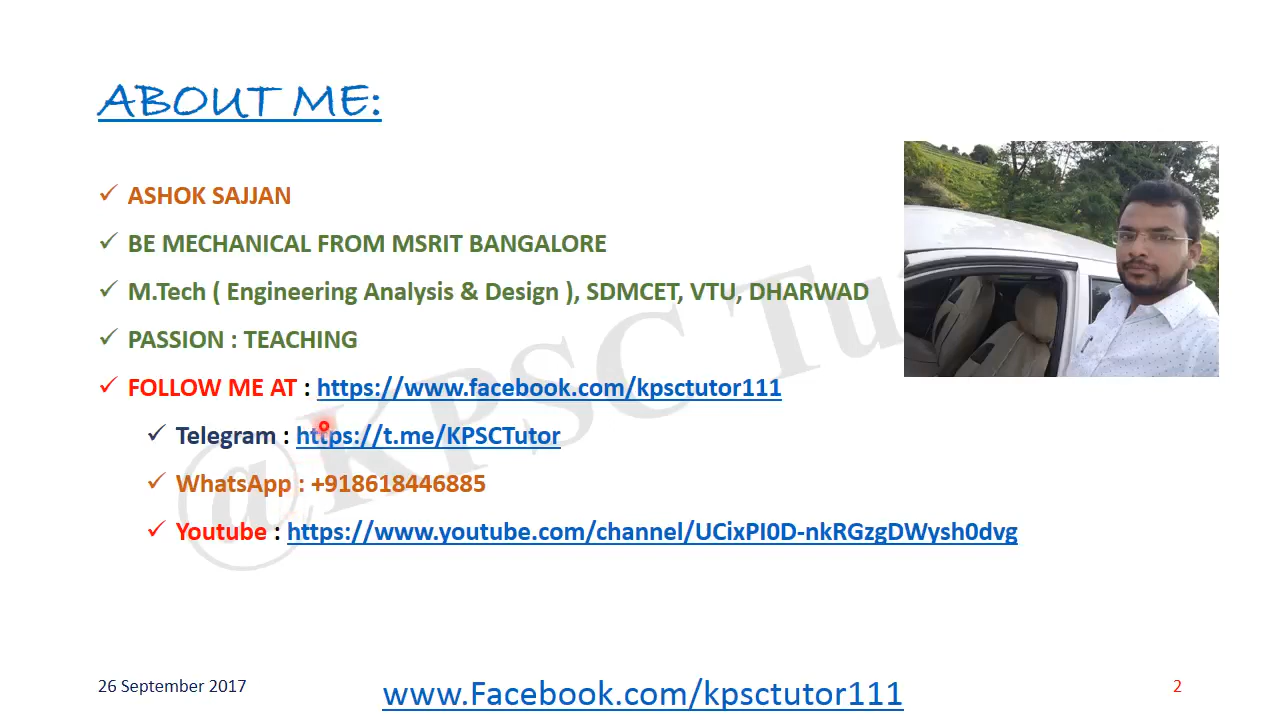 ABOUT ME:
ASHOK SAJJAN
BE MECHANICAL FROM MSRIT BANGALORE
M.Tech ( Engineering Analysis & Design ), SDMCET, VTU, DHARWAD
PASSION : TEACHING
FOLLOW ME AT : https://www.facebook.com/kpsctutor111
Telegram : https://t.me/KPSCTutor
WhatsApp : +918618446885
Youtube : https://www.youtube.com/channel/UCixPI0D-nkRGzgDWysh0dvg
@KPSC Tu
26 September 2017
www.Facebook.com/kpsctutor111
2